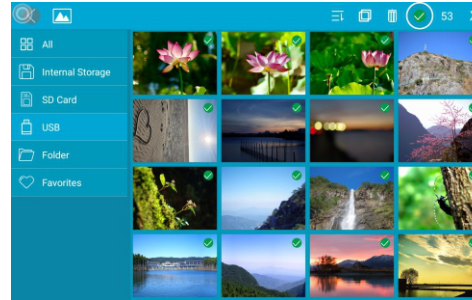 53
All
Internal Storage
SD Card
USB
Folder
Favorites